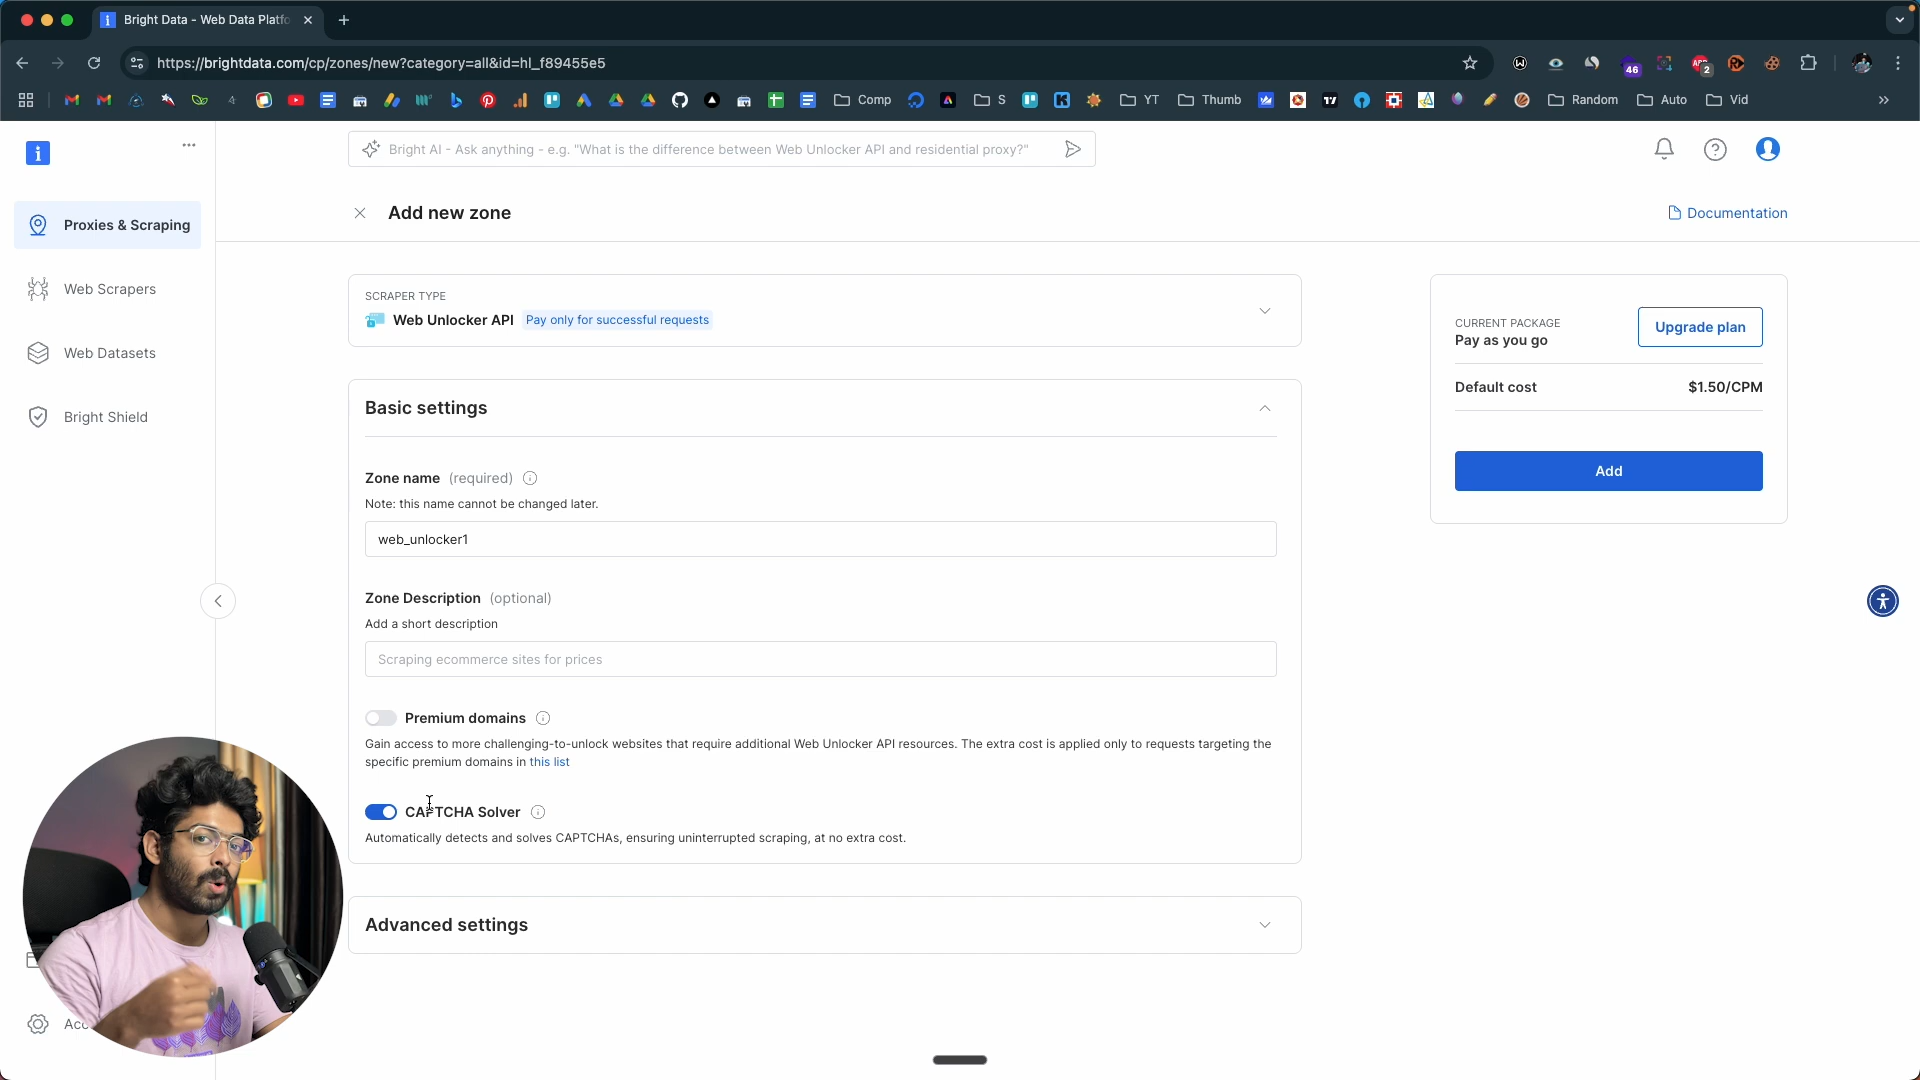 Bright Data - Web Data Platfo
https://brightdata.com/cp/zones/new?category=all&id=hl_f89455e5
46
2
Comp
S
YT
Thumb
Random
Auto
Vid
Bright AI - Ask anything - e.g. "What is the difference between Web Unlocker API and residential proxy?"
Proxies & Scraping
Web Scrapers
Web Datasets
Bright Shield
Acc
Add new zone
Documentation
SCRAPER TYPE
Web Unlocker API Pay only for successful requests
Basic settings
Zone name (required)
Note: this name cannot be changed later.
web_unlocker1
Zone Description (optional)
Add a short description
Scraping ecommerce sites for prices
Premium domains
Gain access to more challenging-to-unlock websites that require additional Web Unlocker API resources. The extra cost is applied only to requests targeting the
specific premium domains in this list
CAPTCHA Solver
Automatically detects and solves CAPTCHAs, ensuring uninterrupted scraping, at no extra cost.
Advanced settings
CURRENT PACKAGE
Pay as you go
Upgrade plan
Default cost $1.50/CPM
Add